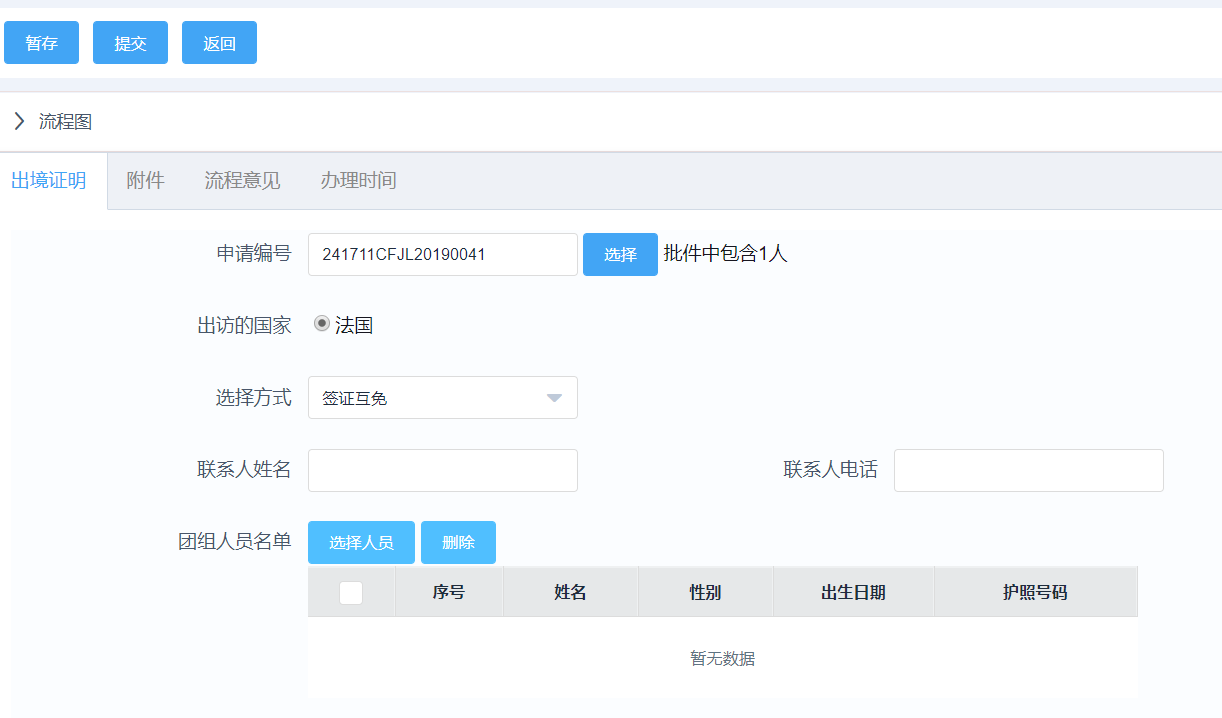 暂存 提交 返回
流程图
出境证明 附件 流程意见 办理时间
申请编号 241711CFJL20190041 选择 批件中包含1人
出访的国家 法国
选择方式 签证互免
联系人姓名 联系人电话
团组人员名单 选择人员 删除
序号 姓名 性别 出生日期 护照号码
暂无数据